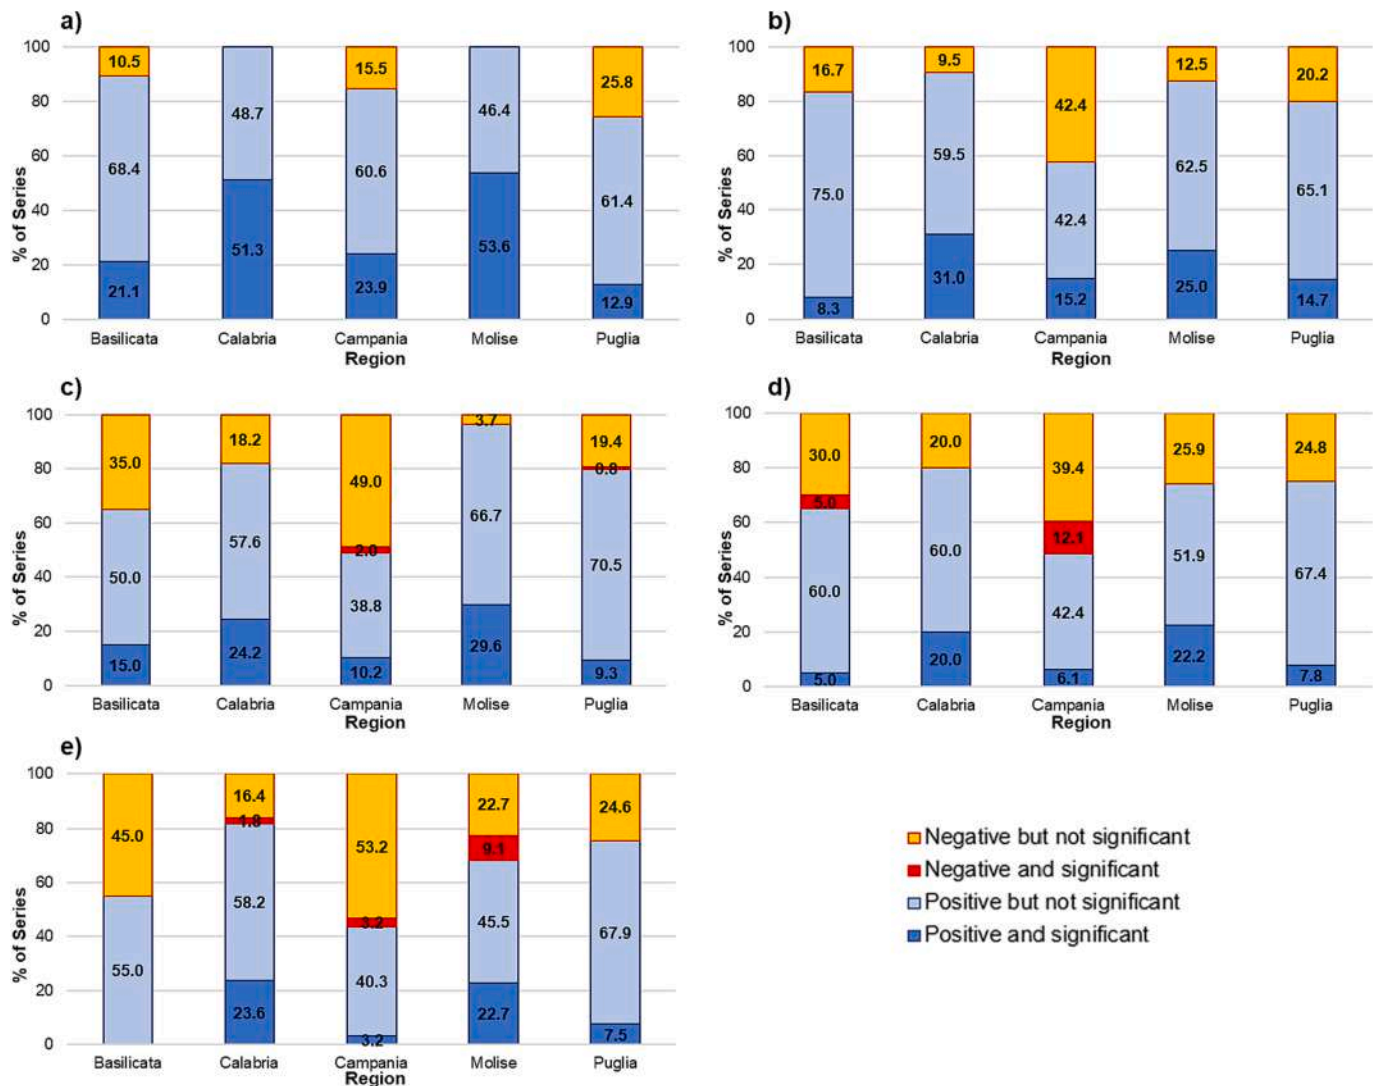 a)
100
80
60
40
20
0
% of Series
10.5 15.5 25.8
68.4 48.7 60.6 46.4 61.4
21.1 51.3 23.9 53.6 12.9
Basilicata Calabria Campania Molise Puglia
Region
b)
100
80
60
40
20
0
% of Series
16.7 9.5 42.4 12.5 20.2
75.0 59.5 42.4 62.5 65.1
8.3 31.0 15.2 25.0 14.7
Basilicata Calabria Campania Molise Puglia
Region
c)
100
80
60
40
20
0
% of Series
35.0 18.2 49.0 3.7 19.4
2.0 0.8
50.0 57.6 38.8 66.7 70.5
15.0 24.2 10.2 29.6 9.3
Basilicata Calabria Campania Molise Puglia
Region
d)
100
80
60
40
20
0
% of Series
30.0 20.0 39.4 25.9 24.8
5.0 12.1
60.0 60.0 42.4 51.9 67.4
5.0 20.0 6.1 22.2 7.8
Basilicata Calabria Campania Molise Puglia
Region
e)
100
80
60
40
20
0
% of Series
45.0 16.4 53.2 22.7 24.6
1.8 3.2 9.1
55.0 58.2 40.3 45.5 67.9
23.6 3.2 22.7 7.5
Basilicata Calabria Campania Molise Puglia
Region
Negative but not significant
Negative and significant
Positive but not significant
Positive and significant